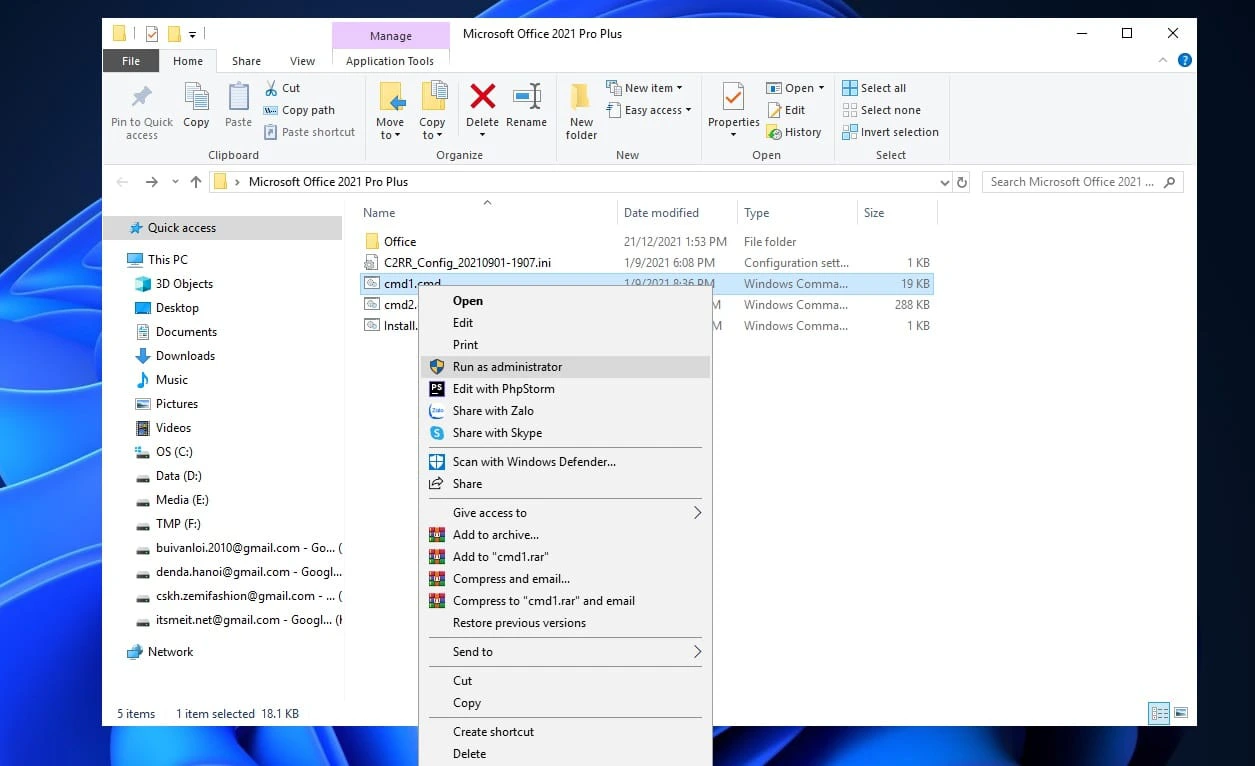 Manage
Microsoft Office 2021 Pro Plus
File
Home
Share
View
Application Tools
Pin to Quick access
Copy
Paste
Cut
Copy path
Paste shortcut
Clipboard
Move to
Copy to
Delete
Rename
Organize
New folder
New item
Easy access
New
Properties
Open
Edit
History
Open
Select all
Select none
Invert selection
Select
Microsoft Office 2021 Pro Plus
Search Microsoft Office 2021 ...
Name
Date modified
Type
Size
Office
21/12/2021 1:53 PM
File folder
C2RR_Config_20210901-1907.ini
1/9/2021 6:08 PM
Configuration sett...
1 KB
cmd1.cmd
1/9/2021 8:36 PM
Windows Comma...
19 KB
cmd2.
M
Windows Comma...
288 KB
Install.
M
Windows Comma...
1 KB
Quick access
This PC
3D Objects
Desktop
Documents
Downloads
Music
Pictures
Videos
OS (C:)
Data (D:)
Media (E:)
TMP (F:)
buivanloi.2010@gmail.com - Go... (
denda.hanoi@gmail.com - Googl...
cskh.zemifashion@gmail.com - ... (
itsmeit.net@gmail.com - Googl... (
Network
Open
Edit
Print
Run as administrator
PS
Edit with PhpStorm
Zalo
Share with Zalo
S
Share with Skype
Scan with Windows Defender...
Share
Give access to
Add to archive...
Add to "cmd1.rar"
Compress and email...
Compress to "cmd1.rar" and email
Restore previous versions
Send to
Cut
Copy
Create shortcut
Delete
5 items
1 item selected 18.1 KB